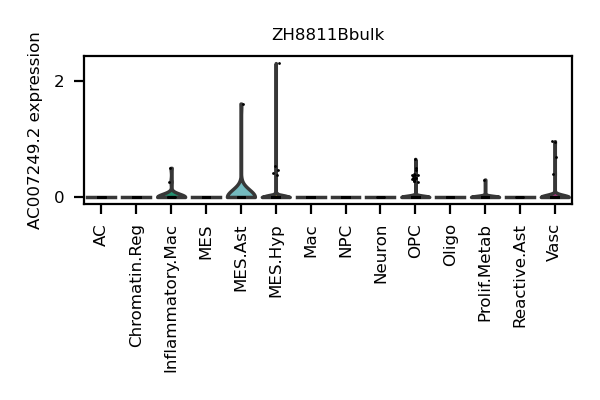 ZH8811Bbulk
AC007249.2 expression
2
0
AC
Chromatin.Reg
Inflammatory.Mac
MES
MES.Ast
MES.Hyp
Mac
NPC
Neuron
OPC
Oligo
Prolif.Metab
Reactive.Ast
Vasc